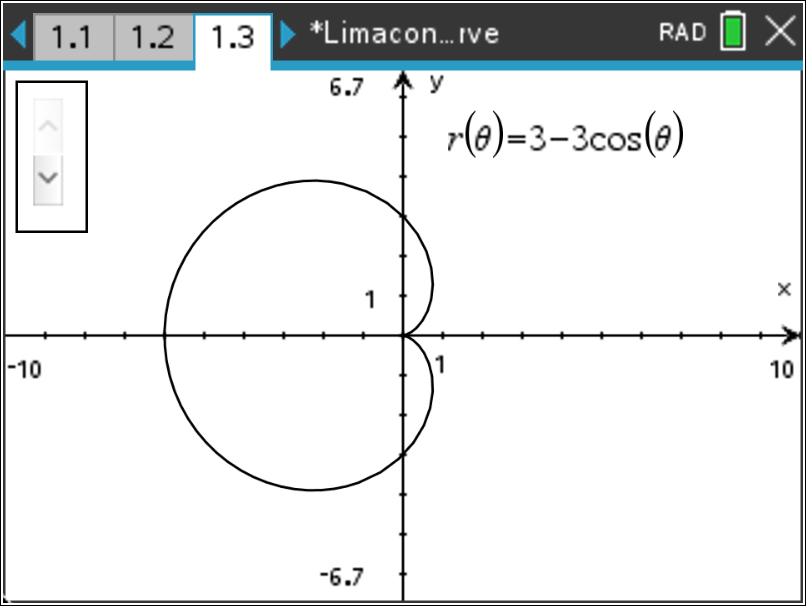 1.1 1.2 1.3 *Limacon...rve RAD
6.7 y
r(θ)=3−3cos(θ)
1 x
-10 1 10
-6.7